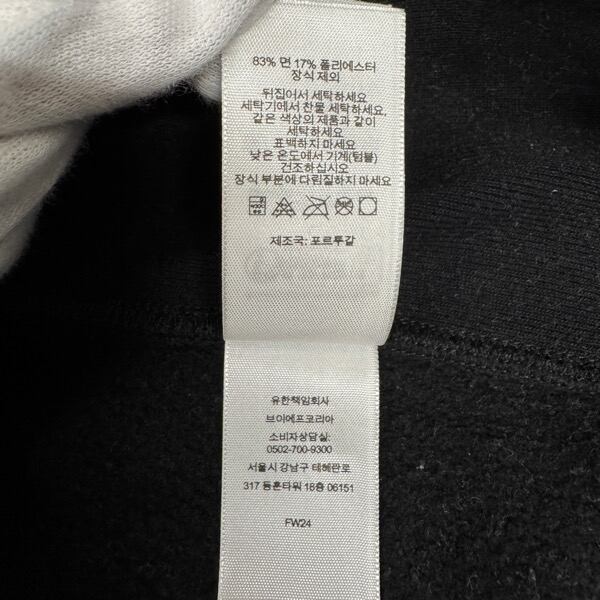 83% 면 17% 폴리에스터
장식 제외
뒤집어서 세탁하세요
세탁기에서 찬물 세탁하세요,
같은 색상의 제품과 같이
세탁하세요
표백하지 마세요
낮은 온도에서 기계(텀블)
건조하십시오
장식 부분에 다림질하지 마세요
제조국: 포르투갈
유한책임회사
브이에프코리아
소비자상담실:
0502-700-9300
서울시 강남구 테헤란로
317 동훈타워 18층 06151
FW24